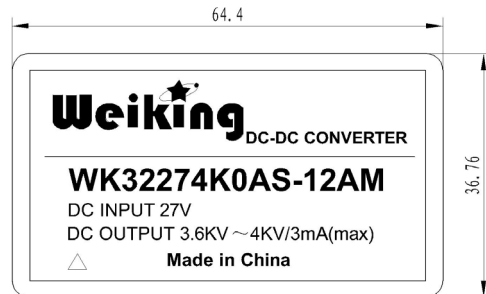 64.4
Weiking
DC-DC CONVERTER
36.76
WK32274K0AS-12AM
DC INPUT 27V
DC OUTPUT 3.6KV～4KV/3mA(max)
Made in China